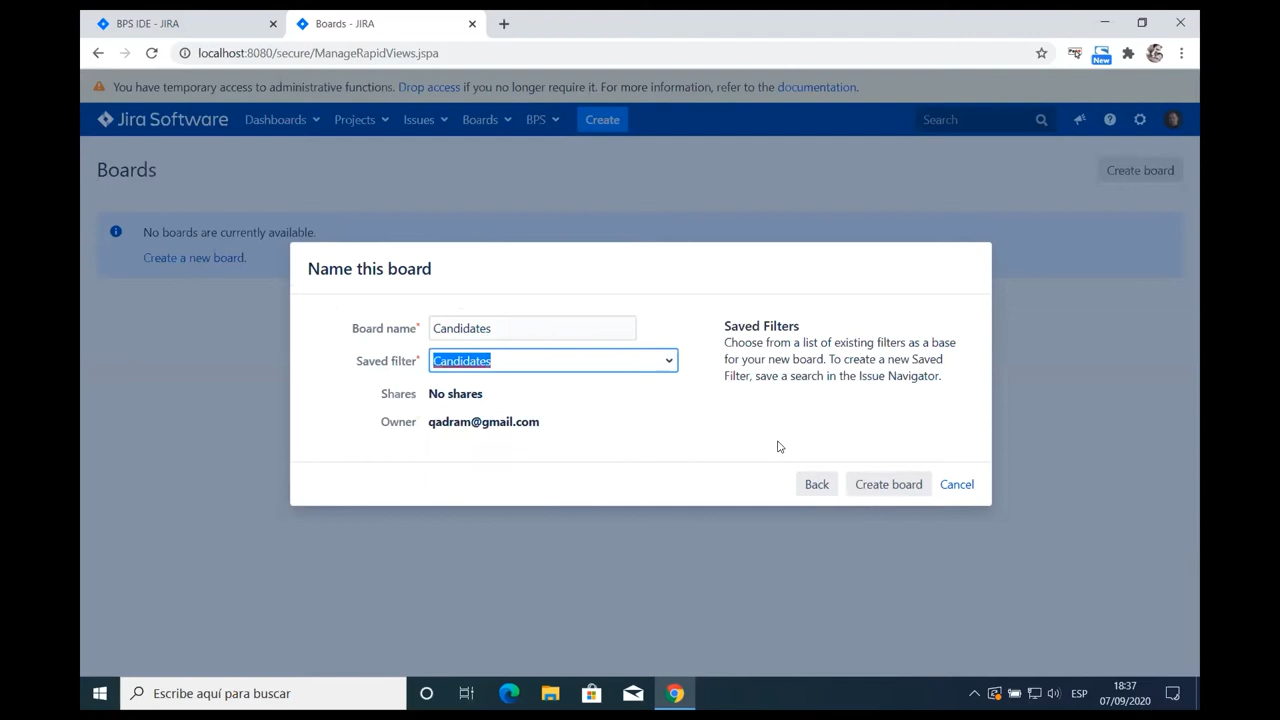 BPS IDE - JIRA
Boards - JIRA
localhost:8080/secure/ManageRapidViews.jspa
New
You have temporary access to administrative functions. Drop access if you no longer require it. For more information, refer to the documentation.
Jira Software Dashboards Projects Issues Boards BPS Create Search
Boards
Create board
No boards are currently available.
Create a new board.
Name this board
Board name* Candidates
Saved filter* Candidates
Shares No shares
Owner qadram@gmail.com
Saved Filters
Choose from a list of existing filters as a base
for your new board. To create a new Saved
Filter, save a search in the Issue Navigator.
Back Create board Cancel
Escribe aquí para buscar
ESP
18:37
07/09/2020